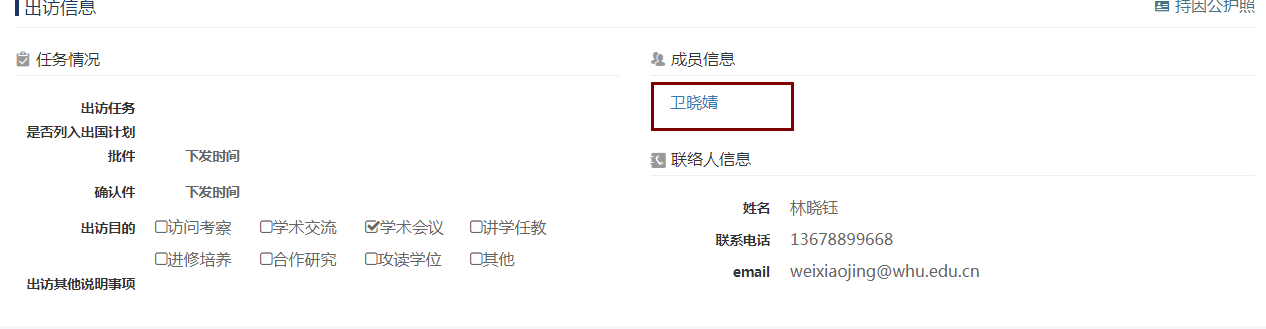 出访信息
持因公护照
任务情况
出访任务
是否列入出国计划
批件 下发时间
确认件 下发时间
出访目的 访问考察 学术交流 学术会议 讲学任教
进修培养 合作研究 攻读学位 其他
出访其他说明事项
成员信息
卫晓婧
联络人信息
姓名 林晓钰
联系电话 13678899668
email weixiaojing@whu.edu.cn